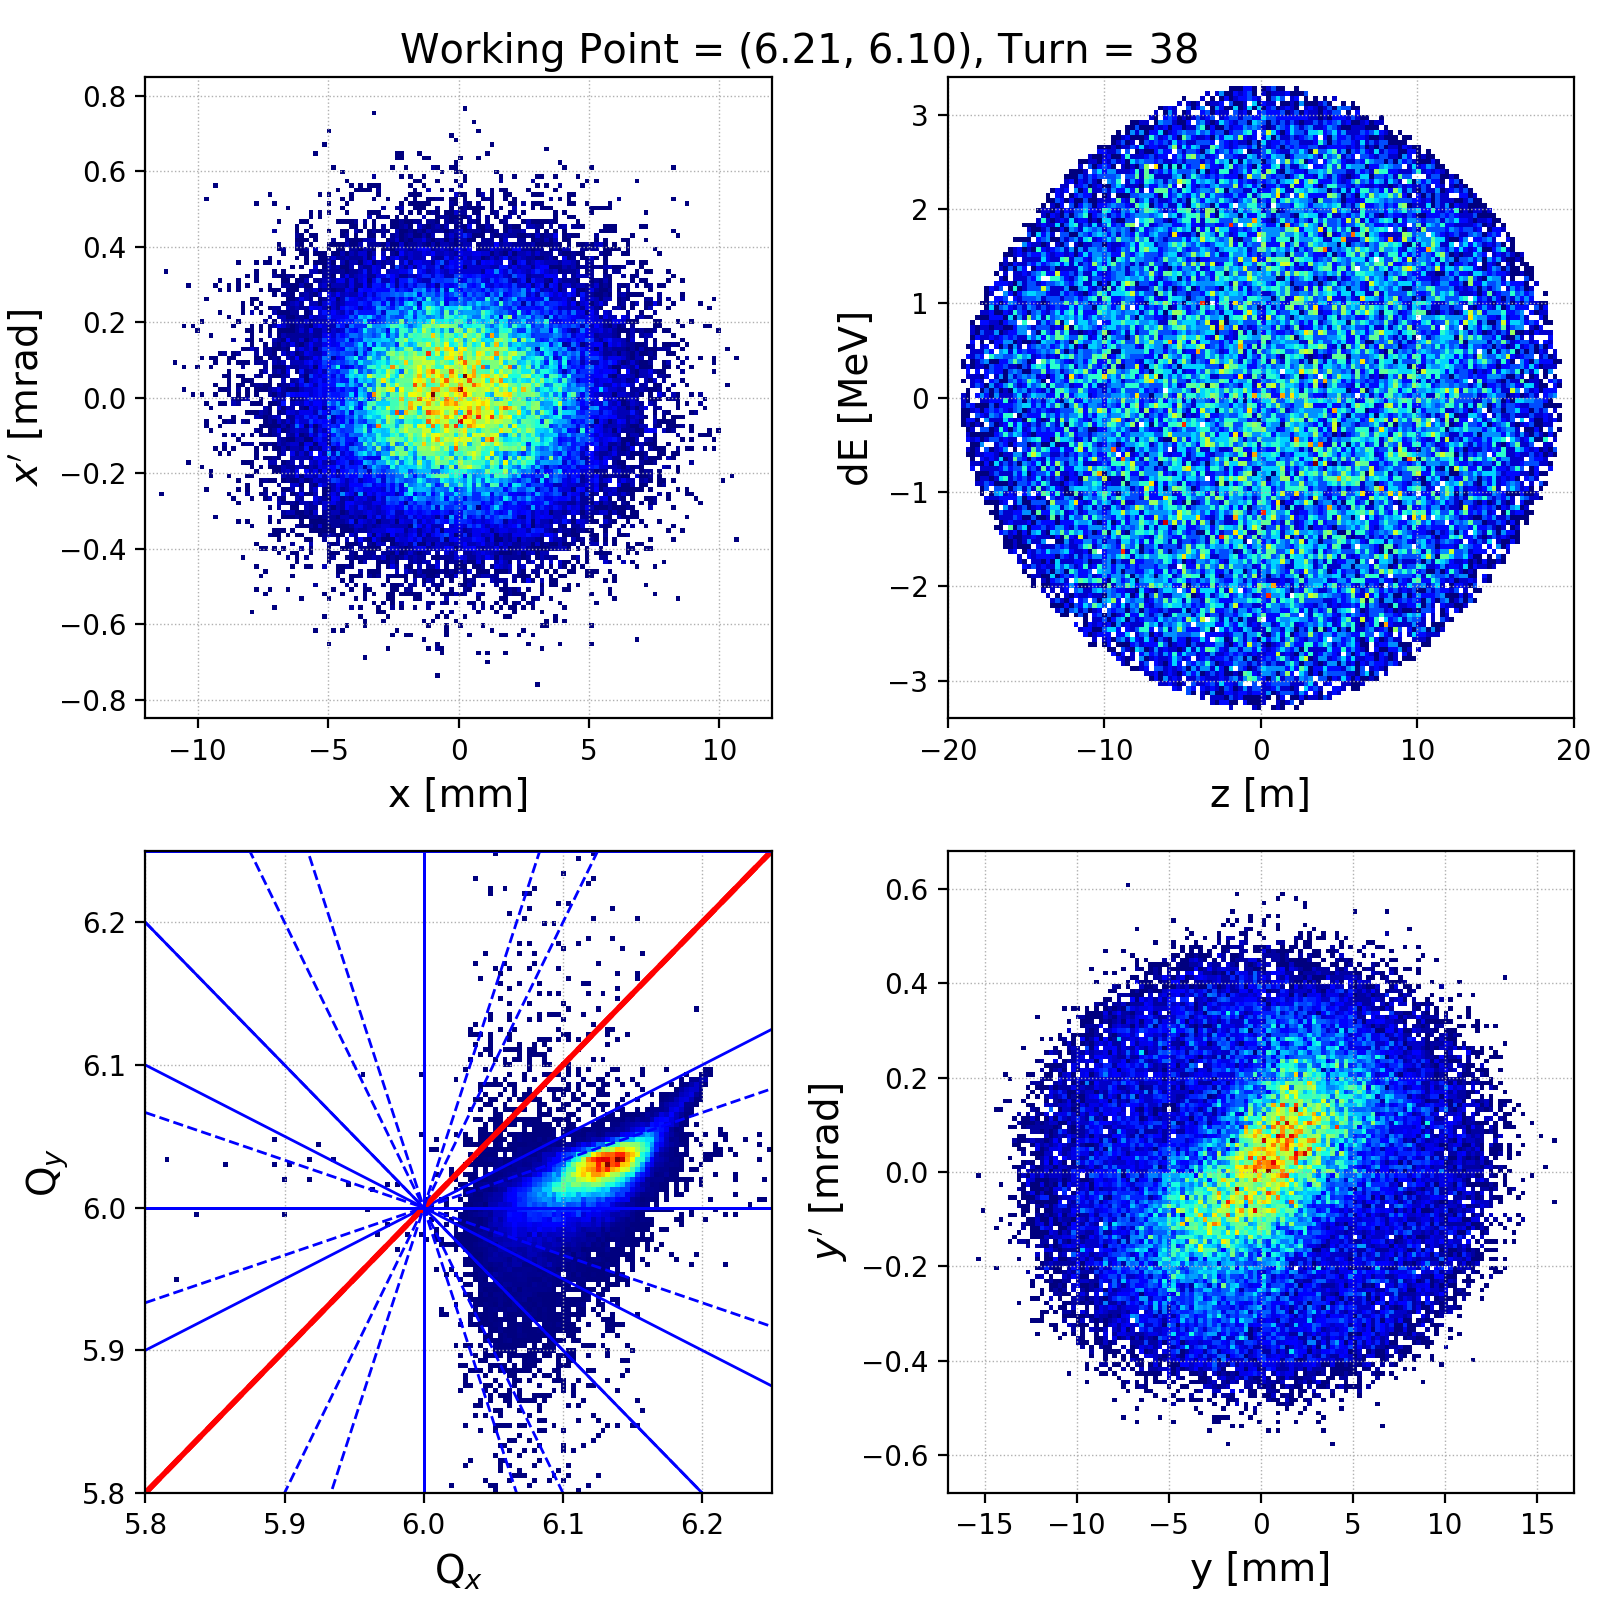 Working Point = (6.21, 6.10), Turn = 38
0.8
0.6
0.4
0.2
0.0
−0.2
−0.4
−0.6
−0.8
x′ [mrad]
−10 −5 0 5 10
x [mm]
3
2
1
0
−1
−2
−3
dE [MeV]
−20 −10 0 10 20
z [m]
6.2
6.1
6.0
5.9
5.8
Qy
5.8 5.9 6.0 6.1 6.2
Qx
0.6
0.4
0.2
0.0
−0.2
−0.4
−0.6
y′ [mrad]
−15 −10 −5 0 5 10 15
y [mm]